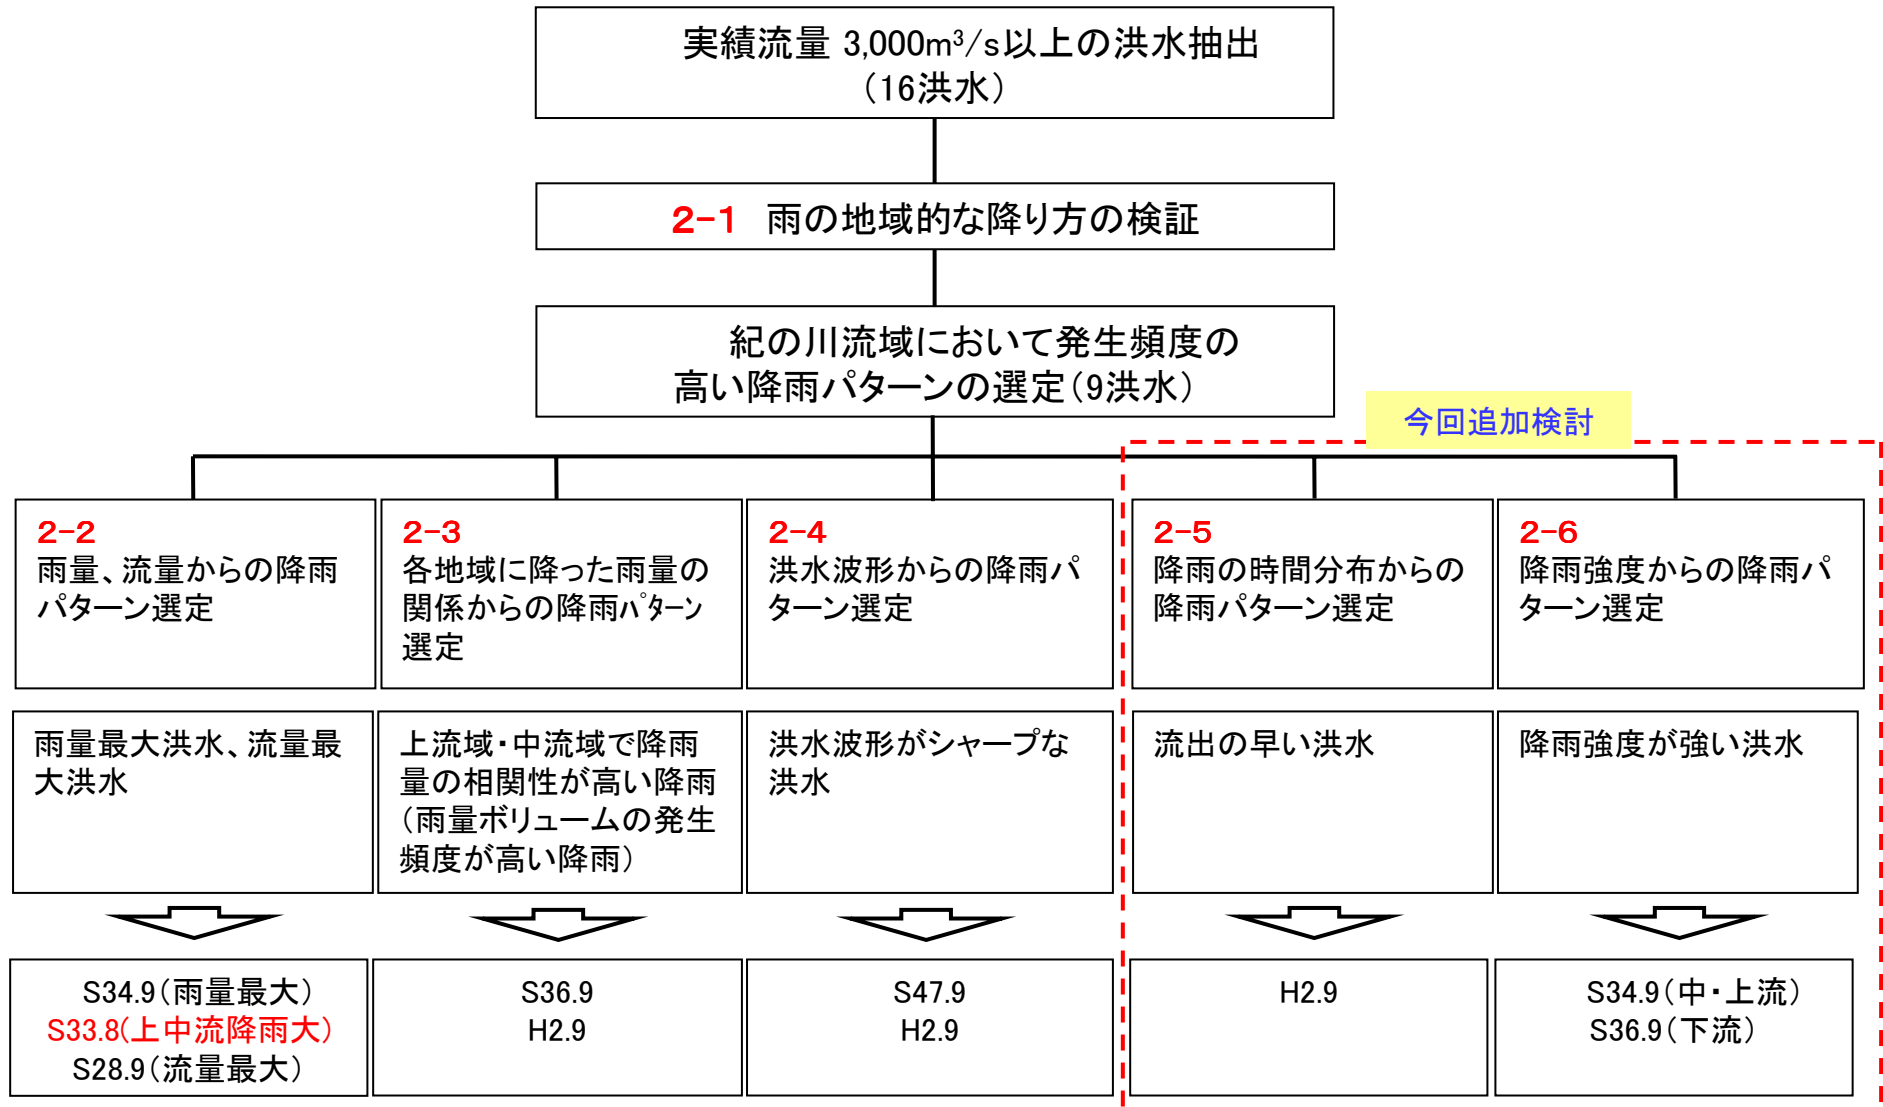 実績流量 3,000m³/s以上の洪水抽出
（16洪水）
2-1 雨の地域的な降り方の検証
紀の川流域において発生頻度の
高い降雨パターンの選定（9洪水）
今回追加検討
2-2
雨量、流量からの降雨
パターン選定
2-3
各地域に降った雨量の
関係からの降雨ﾊﾟﾀｰﾝ
選定
2-4
洪水波形からの降雨パ
ターン選定
2-5
降雨の時間分布からの
降雨パターン選定
2-6
降雨強度からの降雨パ
ターン選定
雨量最大洪水、流量最
大洪水
上流域・中流域で降雨
量の相関性が高い降雨
（雨量ボリュームの発生
頻度が高い降雨）
洪水波形がシャープな
洪水
流出の早い洪水
降雨強度が強い洪水
S34.9（雨量最大）
S33.8(上中流降雨大）
S28.9（流量最大）
S36.9
H2.9
S47.9
H2.9
H2.9
S34.9（中・上流）
S36.9（下流）